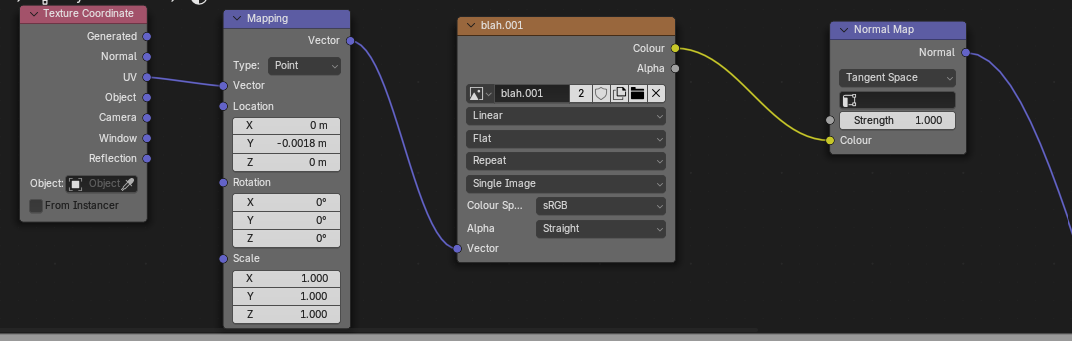 Texture Coordinate
Generated
Normal
UV
Object
Camera
Window
Reflection
Object: Object
From Instancer
Mapping
Vector
Type: Point
Vector
Location
X 0 m
Y -0.0018 m
Z 0 m
Rotation
X 0°
Y 0°
Z 0°
Scale
X 1.000
Y 1.000
Z 1.000
blah.001
Colour
Alpha
blah.001 2
Linear
Flat
Repeat
Single Image
Colour Sp... sRGB
Alpha Straight
Vector
Normal Map
Normal
Tangent Space
Strength 1.000
Colour